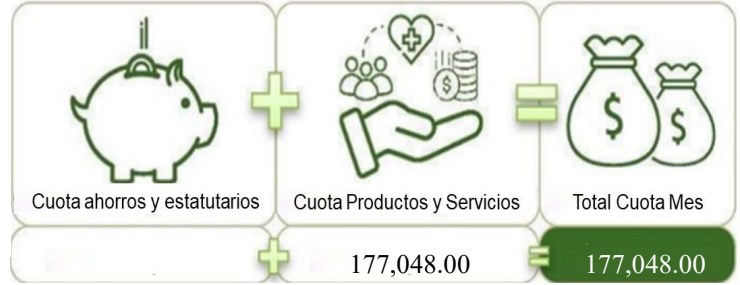 $
$ $
Cuota ahorros y estatutarios Cuota Productos y Servicios Total Cuota Mes
177,048.00 177,048.00